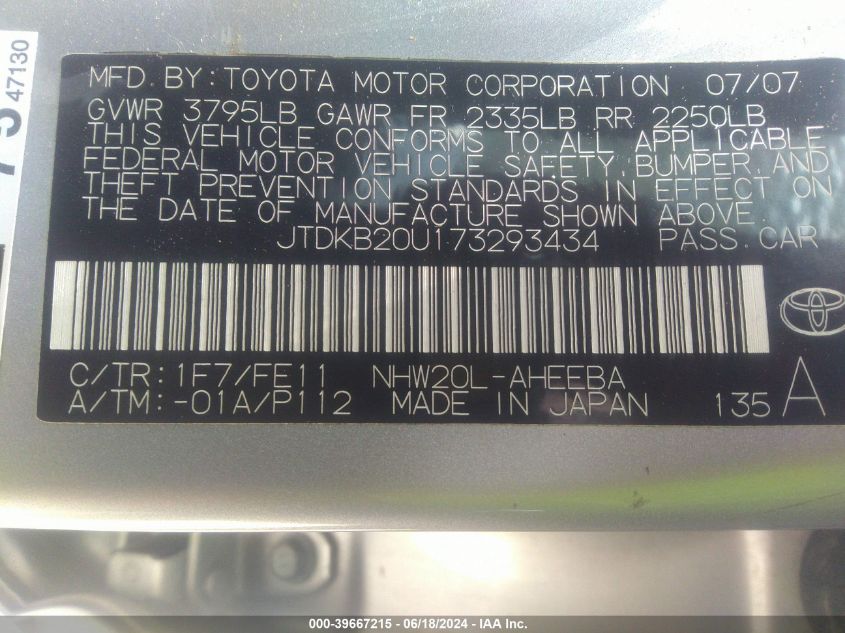 47130
MFD. BY: TOYOTA MOTOR CORPORATION 07/07
GVWR 3795LB GAWR FR 2335LB RR 2250LB
THIS VEHICLE CONFORMS TO ALL APPLICABLE
FEDERAL MOTOR VEHICLE SAFETY, BUMPER, AND
THEFT PREVENTION STANDARDS IN EFFECT ON
THE DATE OF MANUFACTURE SHOWN ABOVE.
JTDKB20U173293434 PASS. CAR
C/TR: 1F7/FE11 NHW20L-AHEEBA
A/TM: -01A/P112 MADE IN JAPAN 135 A
000-39667215 - 06/18/2024 - IAA Inc.